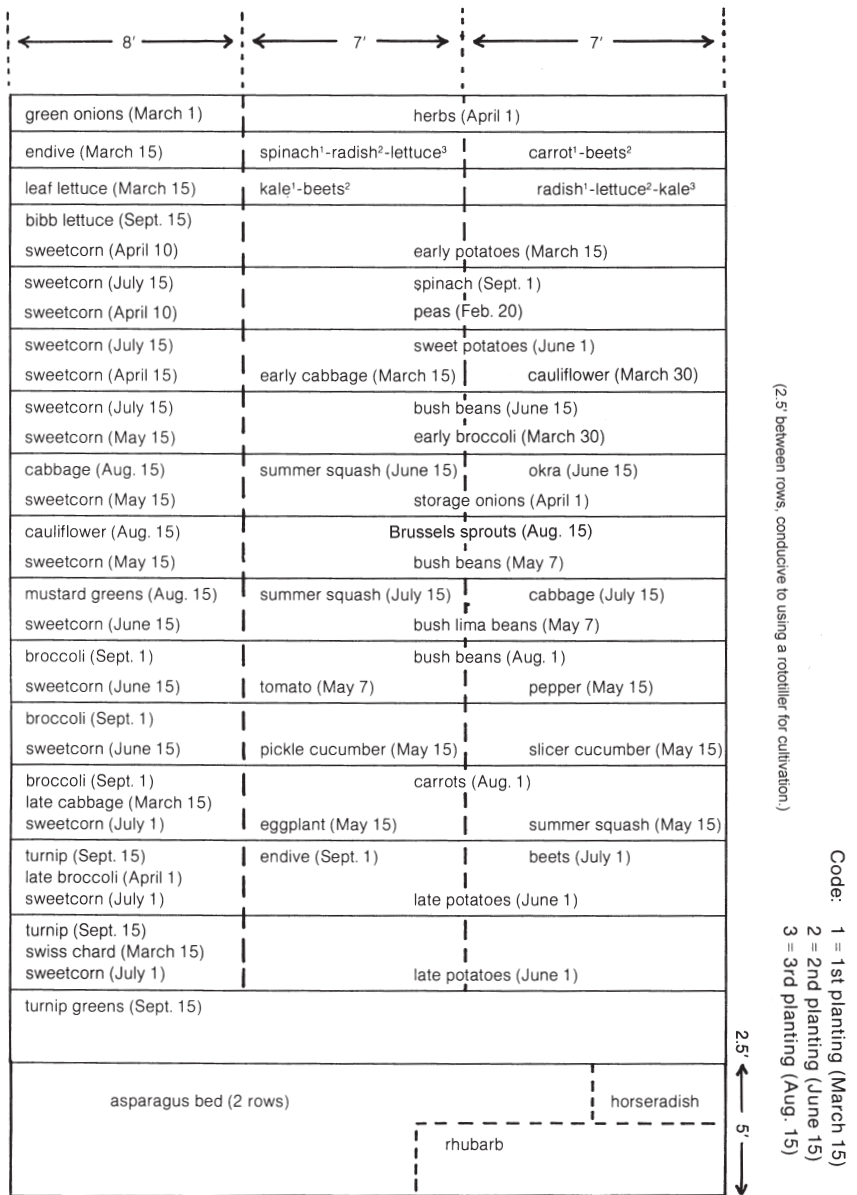 8' 7' 7'
green onions (March 1) herbs (April 1)
endive (March 15) spinach¹-radish²-lettuce³ carrot¹-beets²
leaf lettuce (March 15) kale¹-beets² radish¹-lettuce²-kale³
bibb lettuce (Sept. 15)
sweetcorn (April 10) early potatoes (March 15)
sweetcorn (July 15) spinach (Sept. 1)
sweetcorn (April 10) peas (Feb. 20)
sweetcorn (July 15) sweet potatoes (June 1)
sweetcorn (April 15) early cabbage (March 15) cauliflower (March 30)
sweetcorn (July 15) bush beans (June 15)
sweetcorn (May 15) early broccoli (March 30)
cabbage (Aug. 15) summer squash (June 15) okra (June 15)
sweetcorn (May 15) storage onions (April 1)
cauliflower (Aug. 15) Brussels sprouts (Aug. 15)
sweetcorn (May 15) bush beans (May 7)
mustard greens (Aug. 15) summer squash (July 15) cabbage (July 15)
sweetcorn (June 15) bush lima beans (May 7)
broccoli (Sept. 1) bush beans (Aug. 1)
sweetcorn (June 15) tomato (May 7) pepper (May 15)
broccoli (Sept. 1)
sweetcorn (June 15) pickle cucumber (May 15) slicer cucumber (May 15)
broccoli (Sept. 1) carrots (Aug. 1)
late cabbage (March 15)
sweetcorn (July 1) eggplant (May 15) summer squash (May 15)
turnip (Sept. 15) endive (Sept. 1) beets (July 1)
late broccoli (April 1)
sweetcorn (July 1) late potatoes (June 1)
turnip (Sept. 15)
swiss chard (March 15)
sweetcorn (July 1) late potatoes (June 1)
turnip greens (Sept. 15)
asparagus bed (2 rows) horseradish
rhubarb
2.5' 5'
(2.5' between rows, conducive to using a rototiller for cultivation.)
Code: 1 = 1st planting (March 15)
2 = 2nd planting (June 15)
3 = 3rd planting (Aug. 15)